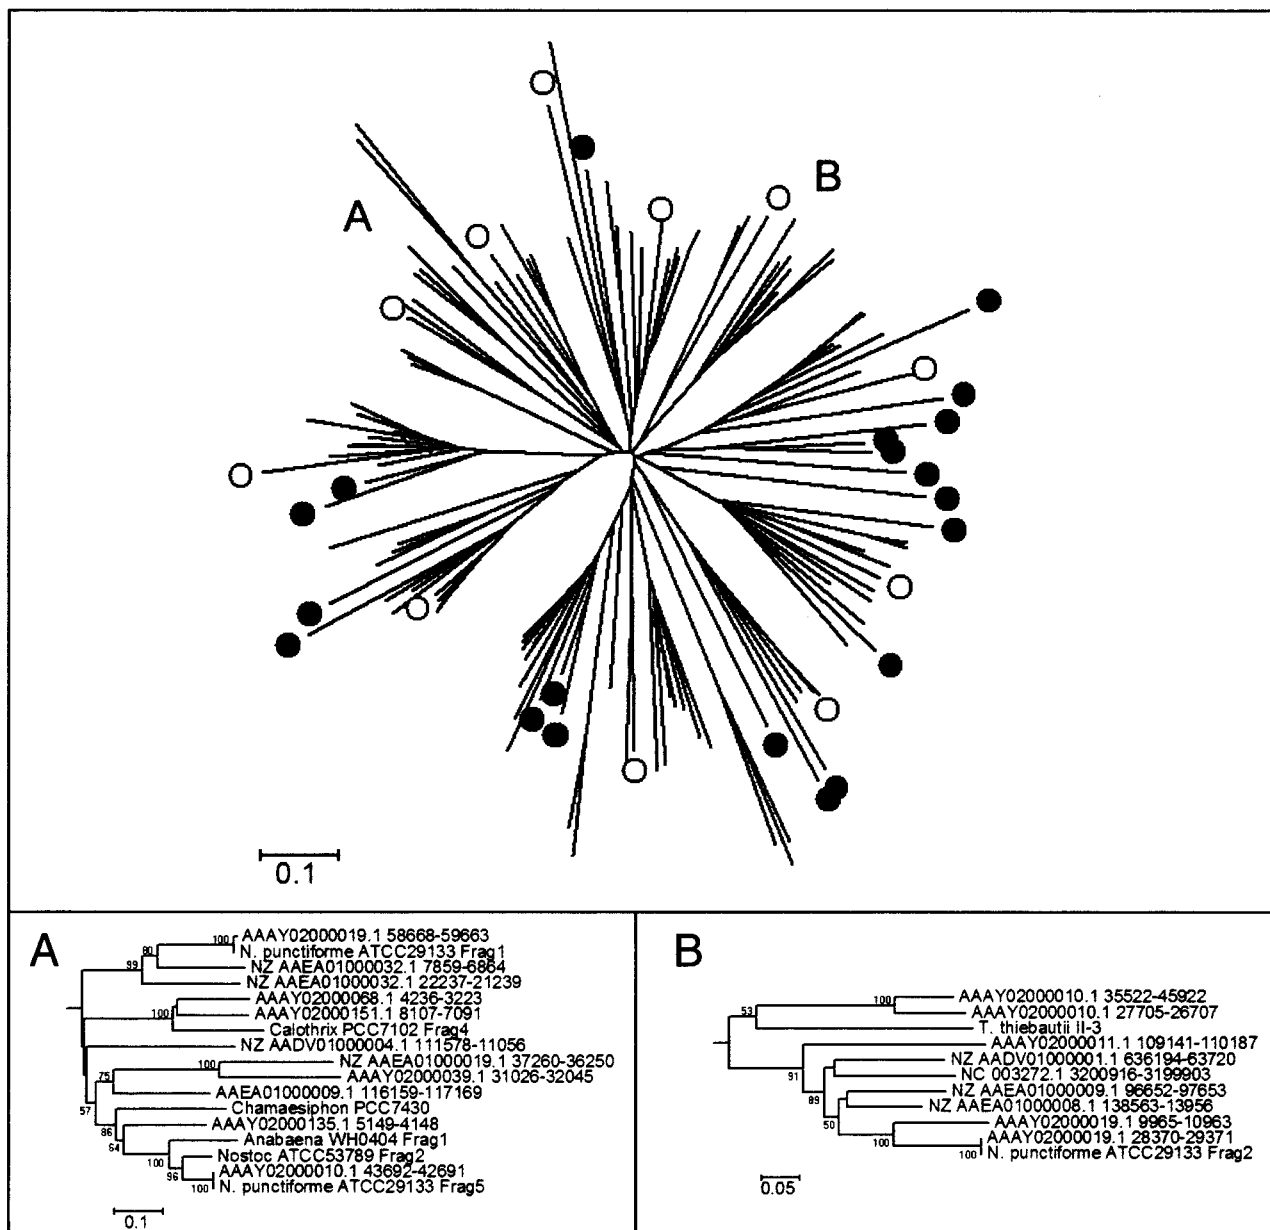 A
B
0.1
A
100
AAAY02000019.1 58668-59663
80
N. punctiforme ATCC29133 Frag1
99
NZ AAEA01000032.1 7859-6864
NZ AAEA01000032.1 22237-21239
AAAY02000068.1 4236-3223
100
AAAY02000151.1 8107-7091
Calothrix PCC7102 Frag4
NZ AADV01000004.1 111578-11056
100
NZ AAEA01000019.1 37260-36250
75
AAAY02000039.1 31026-32045
AAEA01000009.1 116159-117169
57
Chamaesiphon PCC7430
86
AAAY02000135.1 5149-4148
64
Anabaena WH0404 Frag1
100
Nostoc ATCC53789 Frag2
96
AAAY02000010.1 43692-42691
100
N. punctiforme ATCC29133 Frag5
0.1
B
100
AAAY02000010.1 35522-45922
53
AAAY02000010.1 27705-26707
T. thiebautii II-3
AAAY02000011.1 109141-110187
91
NZ AADV01000001.1 636194-63720
NC 003272.1 3200916-3199903
89
NZ AAEA01000009.1 96652-97653
NZ AAEA01000008.1 138563-13956
50
AAAY02000019.1 9965-10963
100
AAAY02000019.1 28370-29371
100
N. punctiforme ATCC29133 Frag2
0.05